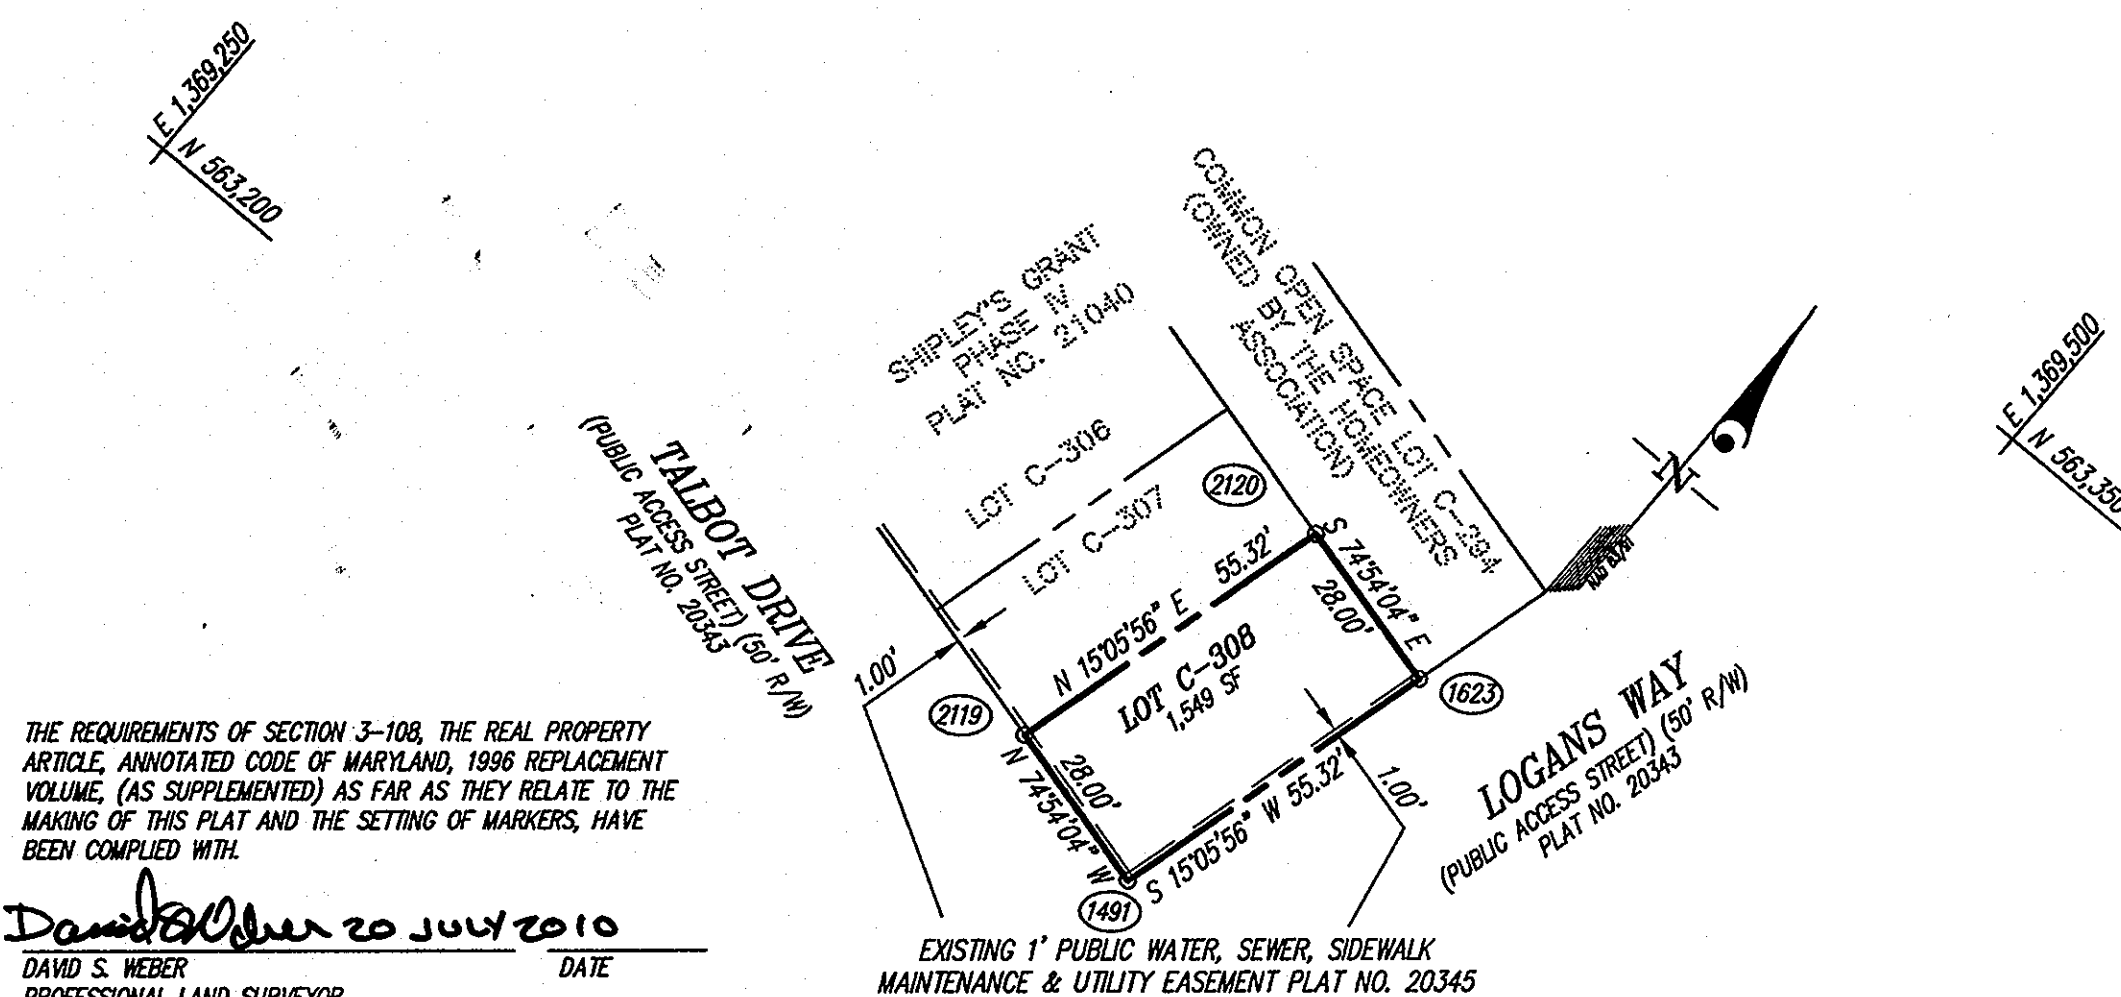 E 1,369,250
N 563,200
COMMON OPEN SPACE LOT C-294
(OWNED BY THE HOMEOWNERS
ASSOCIATION)
SHIPLEY'S GRANT
PHASE IV
PLAT NO. 21040
E 1,369,500
N 563,350
N
LOT C-306
LOT C-307
2120
TALBOT DRIVE
(PUBLIC ACCESS STREET) (50' R/W)
PLAT NO. 20343
N 15°05'56" E 55.32'
S 74°54'04" E
28.00'
LOT C-308
1,549 SF
1.00'
2119
1623
N 74°54'04" W
28.00'
S 15°05'56" W 55.32'
1.00'
1491
LOGANS WAY
(PUBLIC ACCESS STREET) (50' R/W)
PLAT NO. 20343
THE REQUIREMENTS OF SECTION 3-108, THE REAL PROPERTY
ARTICLE, ANNOTATED CODE OF MARYLAND, 1996 REPLACEMENT
VOLUME, (AS SUPPLEMENTED) AS FAR AS THEY RELATE TO THE
MAKING OF THIS PLAT AND THE SETTING OF MARKERS, HAVE
BEEN COMPLIED WITH.
David S Weber 20 JULY 2010
DAVID S. WEBER DATE
PROFESSIONAL LAND SURVEYOR
EXISTING 1' PUBLIC WATER, SEWER, SIDEWALK
MAINTENANCE & UTILITY EASEMENT PLAT NO. 20345